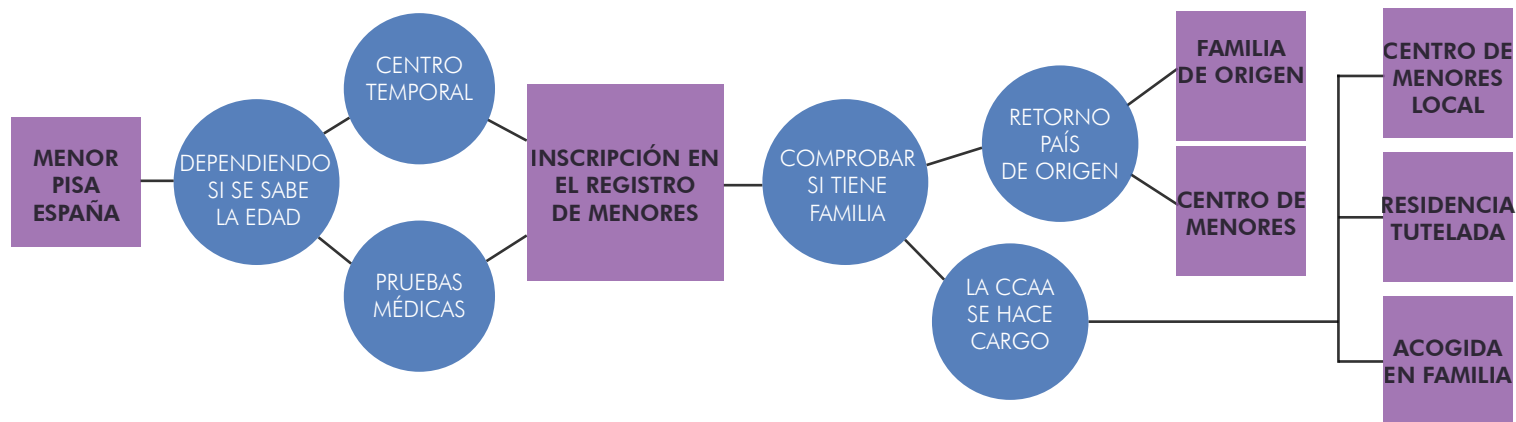 MENOR
PISA
ESPAÑA
DEPENDIENDO
SI SE SABE
LA EDAD
CENTRO
TEMPORAL
PRUEBAS
MÉDICAS
INSCRIPCIÓN EN
EL REGISTRO
DE MENORES
COMPROBAR
SI TIENE
FAMILIA
RETORNO
PAÍS
DE ORIGEN
FAMILIA
DE ORIGEN
CENTRO DE
MENORES
LA CCAA
SE HACE
CARGO
CENTRO DE
MENORES
LOCAL
RESIDENCIA
TUTELADA
ACOGIDA
EN FAMILIA